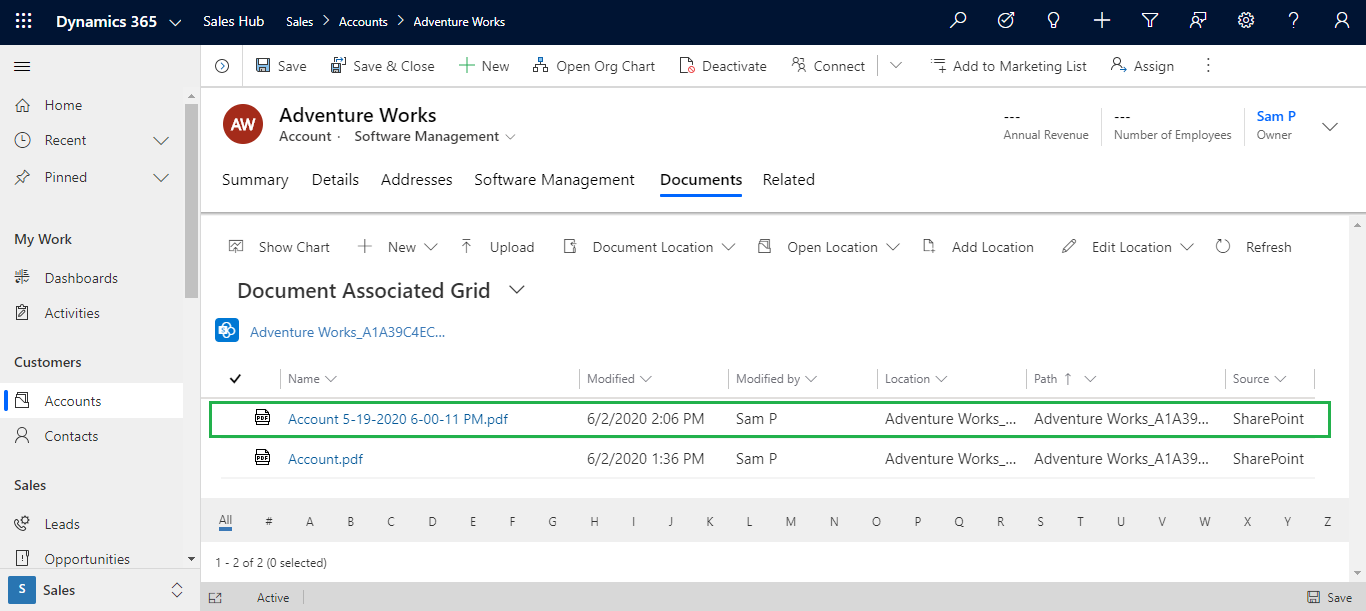 Dynamics 365 Sales Hub Sales > Accounts > Adventure Works
Save Save & Close New Open Org Chart Deactivate Connect Add to Marketing List Assign
Home
Recent
Pinned
My Work
Dashboards
Activities
Customers
Accounts
Contacts
Sales
Leads
Opportunities
S Sales
AW Adventure Works
Account · Software Management
--- Annual Revenue
--- Number of Employees
Sam P Owner
Summary Details Addresses Software Management Documents Related
Show Chart New Upload Document Location Open Location Add Location Edit Location Refresh
Document Associated Grid
Adventure Works_A1A39C4EC...
Name Modified Modified by Location Path ↑ Source
PDF Account 5-19-2020 6-00-11 PM.pdf 6/2/2020 2:06 PM Sam P Adventure Works_... Adventure Works_A1A39... SharePoint
PDF Account.pdf 6/2/2020 1:36 PM Sam P Adventure Works_... Adventure Works_A1A39... SharePoint
All # A B C D E F G H I J K L M N O P Q R S T U V W X Y Z
1 - 2 of 2 (0 selected)
Active Save